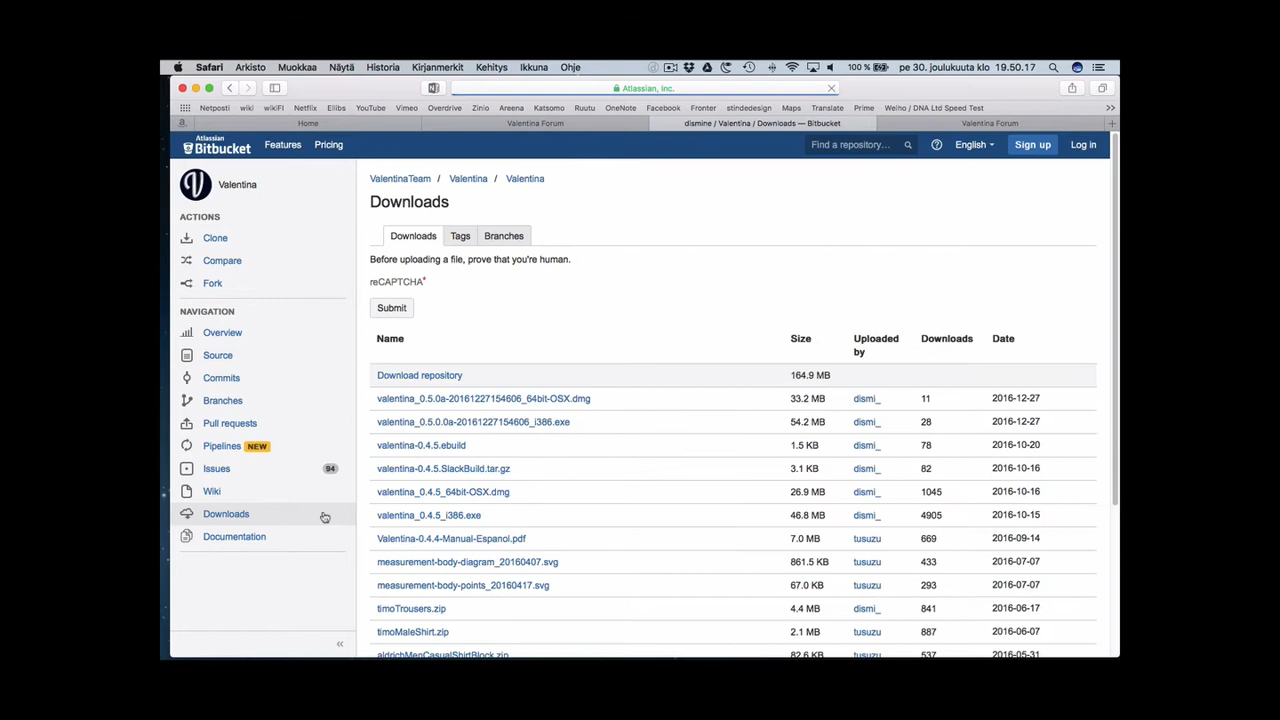 Safari Arkisto Muokkaa Näytä Historia Kirjanmerkit Kehitys Ikkuna Ohje 100 % pe 30. joulukuuta klo 19.50.17
Atlassian, Inc.
Netposti wiki wikiFI Netflix Ellibs YouTube Vimeo Overdrive Zinio Areena Katsomo Ruutu OneNote Facebook Fronter stindedesign Maps Translate Prime Welho / DNA Ltd Speed Test
Home Valentina Forum dismine / Valentina / Downloads — Bitbucket Valentina Forum
Atlassian
Bitbucket Features Pricing Find a repository... English Sign up Log in
Valentina
ACTIONS
Clone
Compare
Fork
NAVIGATION
Overview
Source
Commits
Branches
Pull requests
Pipelines NEW
Issues 94
Wiki
Downloads
Documentation
ValentinaTeam / Valentina / Valentina
Downloads
Downloads Tags Branches
Before uploading a file, prove that you're human.
reCAPTCHA*
Submit
Name Size Uploaded by Downloads Date
Download repository 164.9 MB
valentina_0.5.0a-20161227154606_64bit-OSX.dmg 33.2 MB dismi_ 11 2016-12-27
valentina_0.5.0.0a-20161227154606_i386.exe 54.2 MB dismi_ 28 2016-12-27
valentina-0.4.5.ebuild 1.5 KB dismi_ 78 2016-10-20
valentina-0.4.5.SlackBuild.tar.gz 3.1 KB dismi_ 82 2016-10-16
valentina_0.4.5_64bit-OSX.dmg 26.9 MB dismi_ 1045 2016-10-16
valentina_0.4.5_i386.exe 46.8 MB dismi_ 4905 2016-10-15
Valentina-0.4.4-Manual-Espanol.pdf 7.0 MB tusuzu 669 2016-09-14
measurement-body-diagram_20160407.svg 861.5 KB tusuzu 433 2016-07-07
measurement-body-points_20160417.svg 67.0 KB tusuzu 293 2016-07-07
timoTrousers.zip 4.4 MB dismi_ 841 2016-06-17
timoMaleShirt.zip 2.1 MB tusuzu 887 2016-06-07
aldrichMenCasualShirtBlock.zip 82.6 KB tusuzu 537 2016-05-31